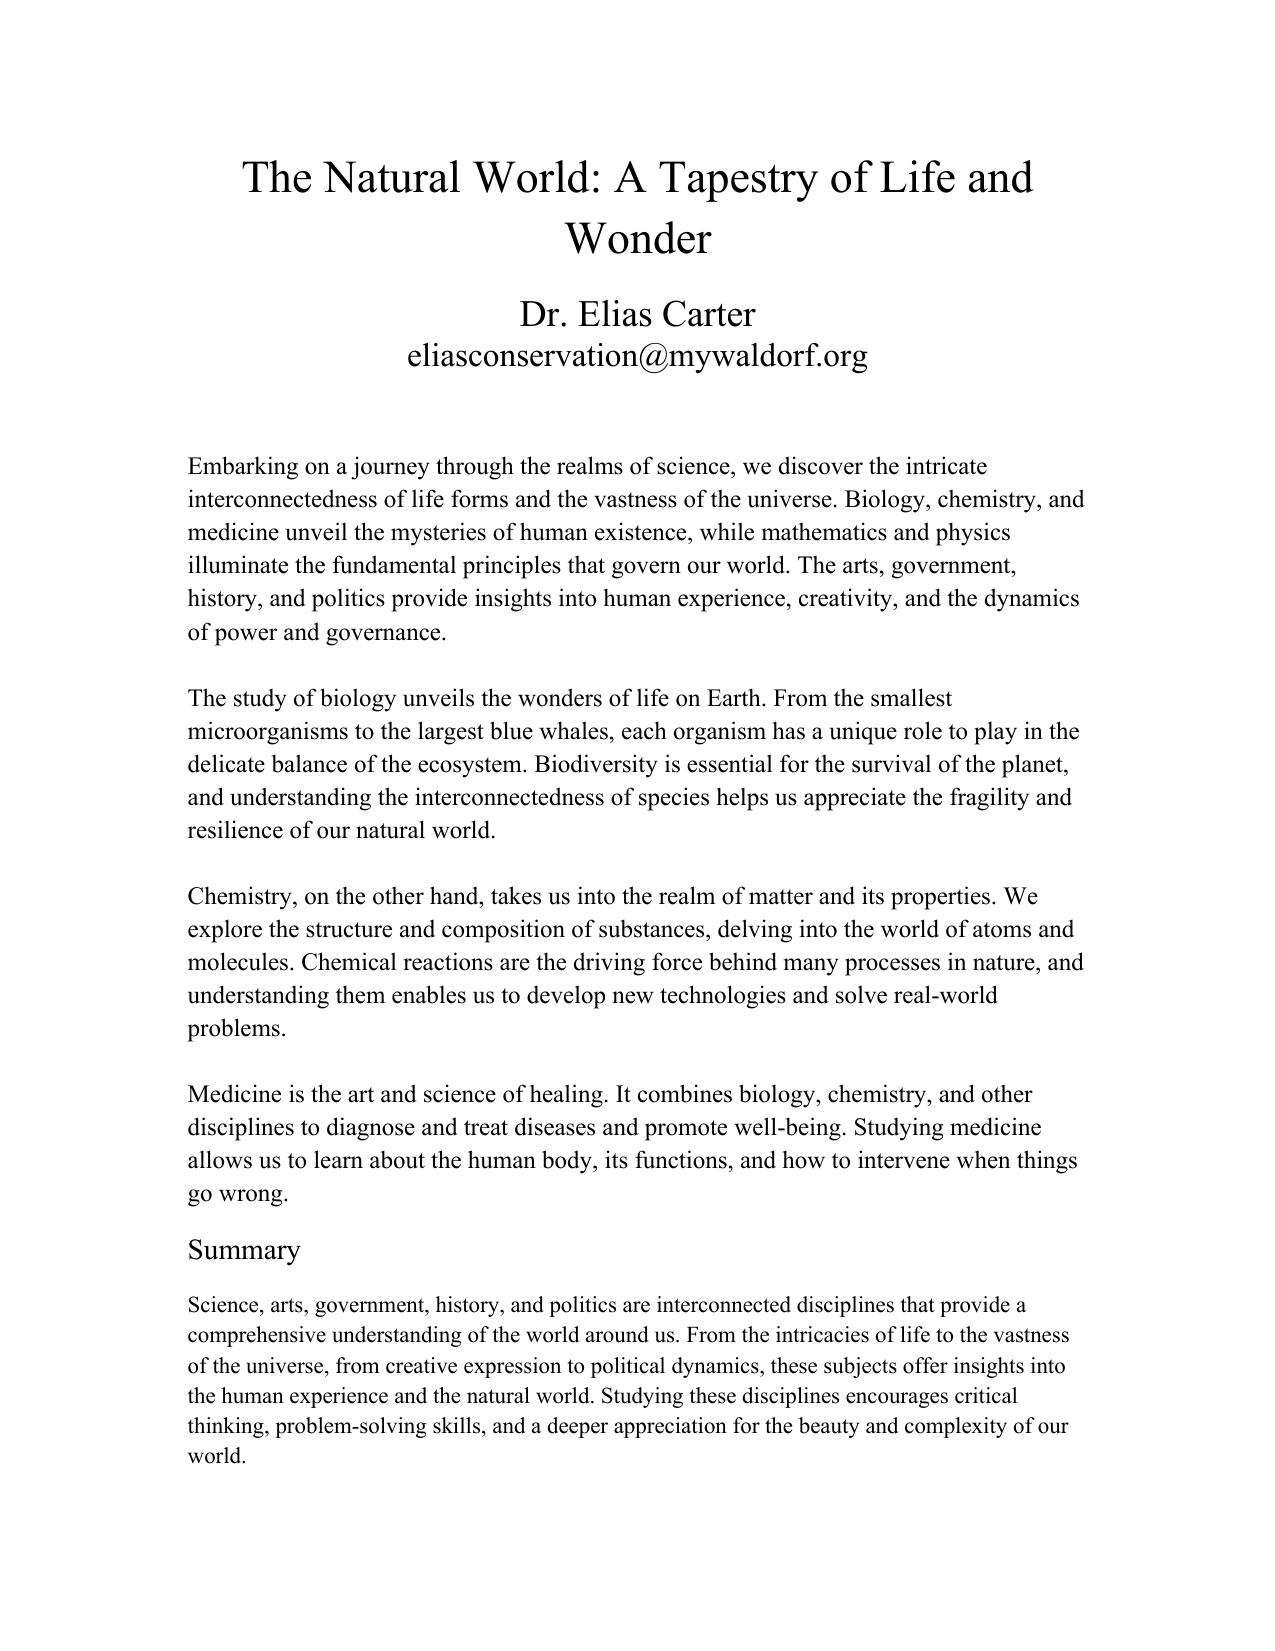 The Natural World: A Tapestry of Life and
Wonder
Dr. Elias Carter
eliasconservation@mywaldorf.org
Embarking on a journey through the realms of science, we discover the intricate
interconnectedness of life forms and the vastness of the universe. Biology, chemistry, and
medicine unveil the mysteries of human existence, while mathematics and physics
illuminate the fundamental principles that govern our world. The arts, government,
history, and politics provide insights into human experience, creativity, and the dynamics
of power and governance.
The study of biology unveils the wonders of life on Earth. From the smallest
microorganisms to the largest blue whales, each organism has a unique role to play in the
delicate balance of the ecosystem. Biodiversity is essential for the survival of the planet,
and understanding the interconnectedness of species helps us appreciate the fragility and
resilience of our natural world.
Chemistry, on the other hand, takes us into the realm of matter and its properties. We
explore the structure and composition of substances, delving into the world of atoms and
molecules. Chemical reactions are the driving force behind many processes in nature, and
understanding them enables us to develop new technologies and solve real-world
problems.
Medicine is the art and science of healing. It combines biology, chemistry, and other
disciplines to diagnose and treat diseases and promote well-being. Studying medicine
allows us to learn about the human body, its functions, and how to intervene when things
go wrong.
Summary
Science, arts, government, history, and politics are interconnected disciplines that provide a
comprehensive understanding of the world around us. From the intricacies of life to the vastness
of the universe, from creative expression to political dynamics, these subjects offer insights into
the human experience and the natural world. Studying these disciplines encourages critical
thinking, problem-solving skills, and a deeper appreciation for the beauty and complexity of our
world.